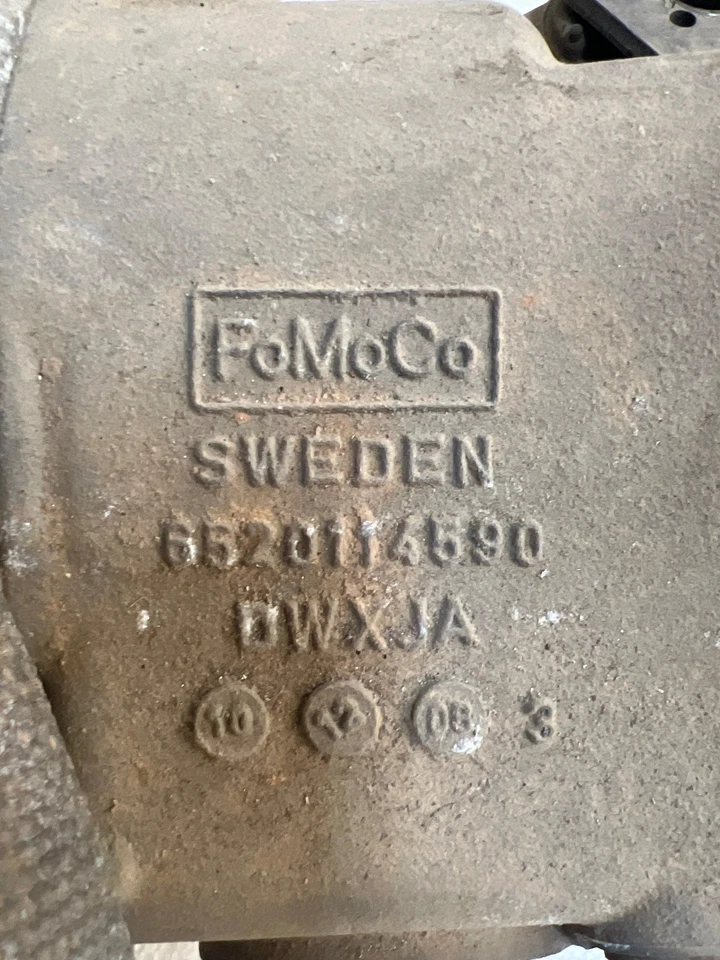 FoMoCo
SWEDEN
6520114590
DWXJA
10 12 08 3